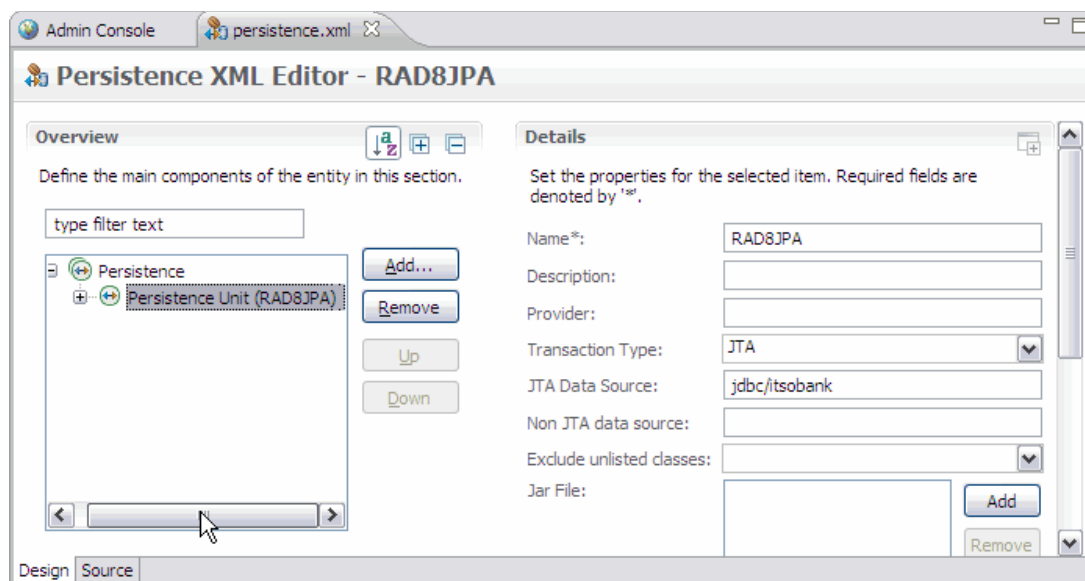 Admin Console
persistence.xml
Persistence XML Editor - RAD8JPA
Overview
Define the main components of the entity in this section.
type filter text
Persistence
Persistence Unit (RAD8JPA)
Add...
Remove
Up
Down
Details
Set the properties for the selected item. Required fields are
denoted by '*'.
Name*: RAD8JPA
Description:
Provider:
Transaction Type: JTA
JTA Data Source: jdbc/itsobank
Non JTA data source:
Exclude unlisted classes:
Jar File:
Add
Remove
Design Source